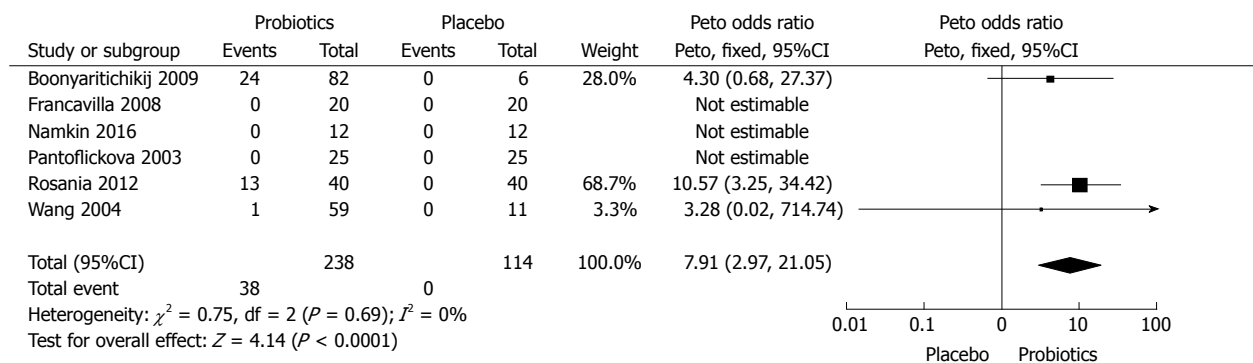 Probiotics Placebo Peto odds ratio Peto odds ratio
Study or subgroup Events Total Events Total Weight Peto, fixed, 95%CI Peto, fixed, 95%CI
Boonyaritichikij 2009 24 82 0 6 28.0% 4.30 (0.68, 27.37)
Francavilla 2008 0 20 0 20 Not estimable
Namkin 2016 0 12 0 12 Not estimable
Pantoflickova 2003 0 25 0 25 Not estimable
Rosania 2012 13 40 0 40 68.7% 10.57 (3.25, 34.42)
Wang 2004 1 59 0 11 3.3% 3.28 (0.02, 714.74)
Total (95%CI) 238 114 100.0% 7.91 (2.97, 21.05)
Total event 38 0
Heterogeneity: χ² = 0.75, df = 2 (P = 0.69); I² = 0%
Test for overall effect: Z = 4.14 (P < 0.0001)
0.01 0.1 0 10 100
Placebo Probiotics